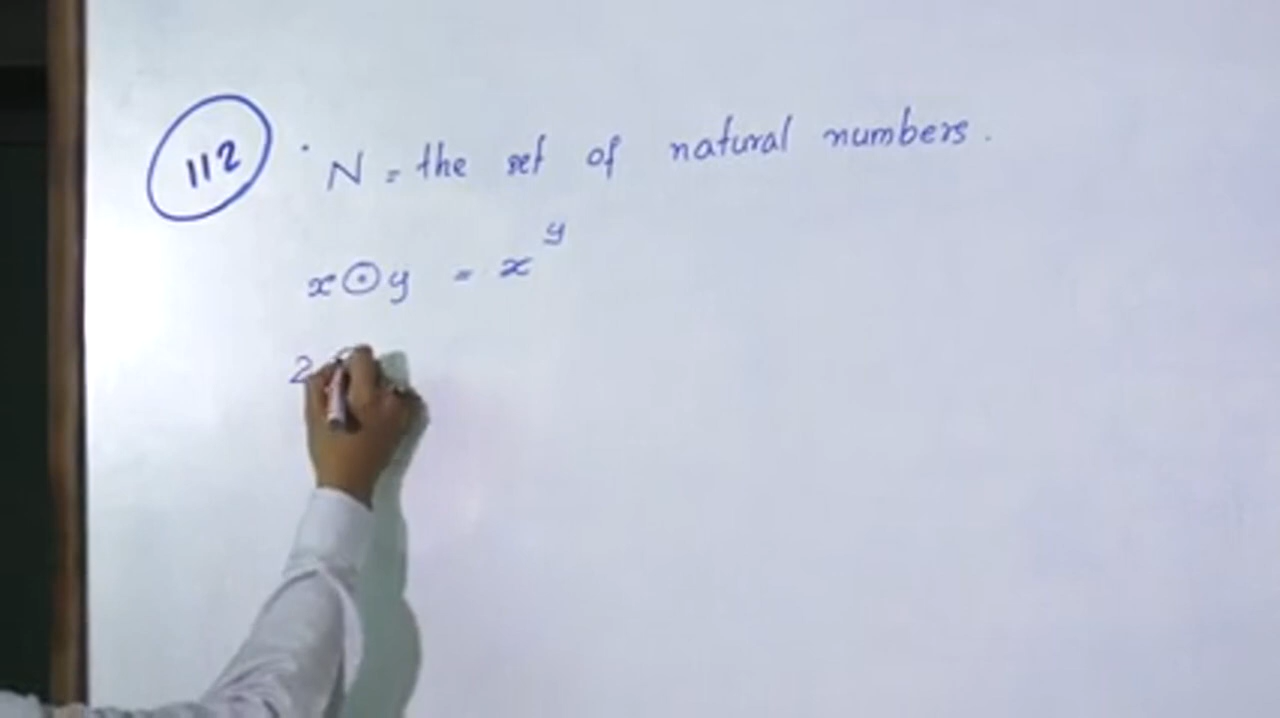 112 . N = the set of natural numbers.
x⊙y = x^y
2